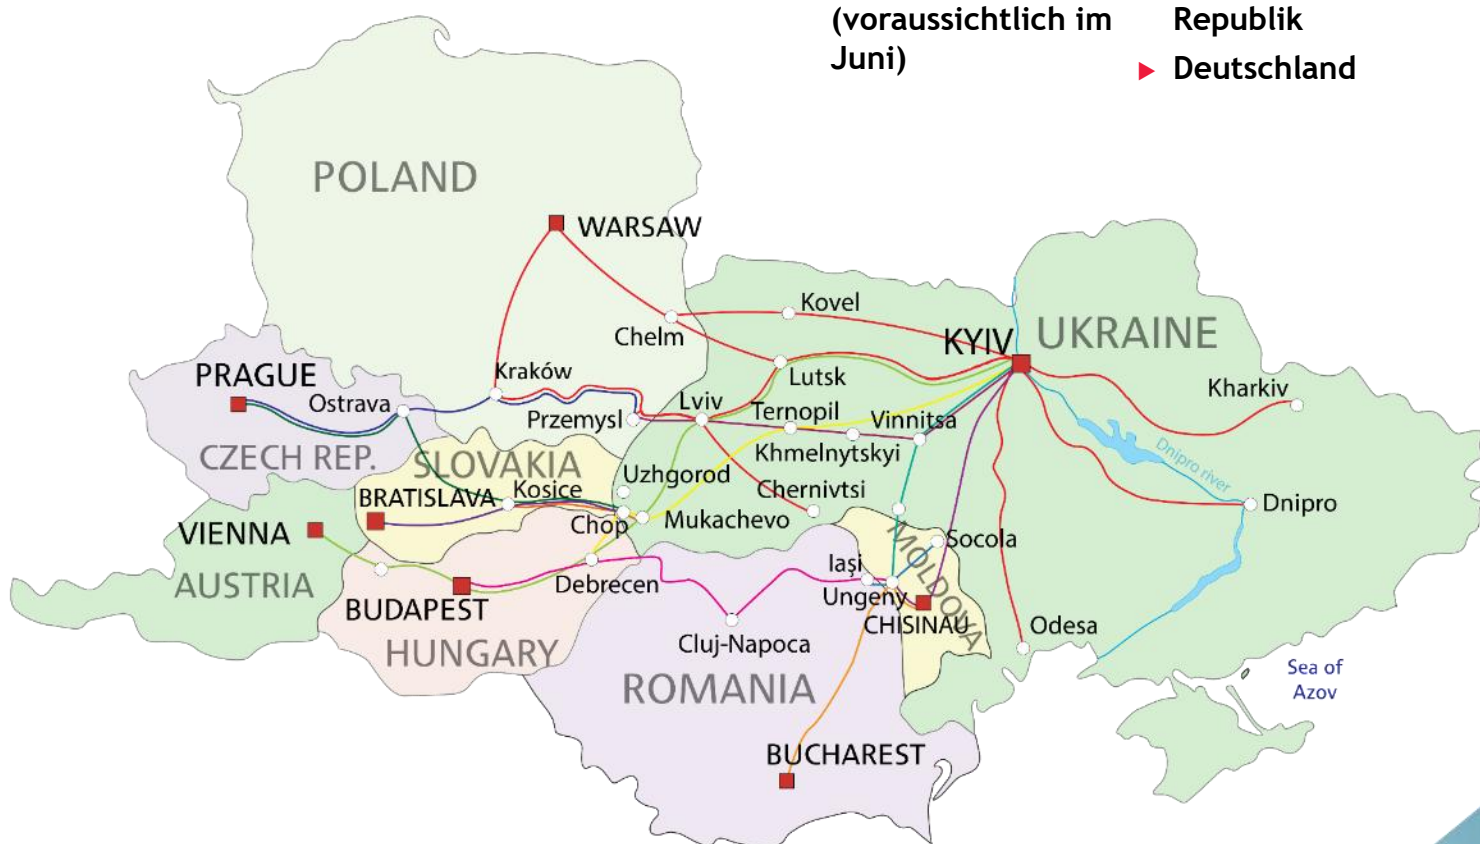 (voraussichtlich im
Juni)
Republik
Deutschland
POLAND
WARSAW
Kovel
Chelm
KYIV
UKRAINE
PRAGUE
Kraków
Lutsk
Kharkiv
Ostrava
Przemysl
Lviv
Ternopil
Vinnitsa
CZECH REP.
SLOVAKIA
Khmelnytskyi
Dnipro river
Uzhgorod
BRATISLAVA
Kosice
Chernivtsi
Dnipro
Chop
Mukachevo
VIENNA
MOLDOVA
Socola
AUSTRIA
Debrecen
Iaşi
Ungeny
BUDAPEST
CHISINAU
Odesa
HUNGARY
Cluj-Napoca
ROMANIA
Sea of
Azov
BUCHAREST